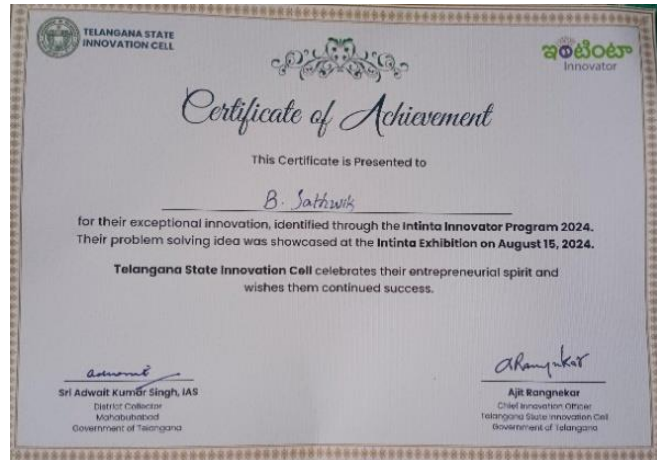 TELANGANA STATE
INNOVATION CELL
ఇంటింటా
Innovator
Certificate of Achievement
This Certificate is Presented to
B. Sathwik
for their exceptional innovation, identified through the Intinta Innovator Program 2024.
Their problem solving idea was showcased at the Intinta Exhibition on August 15, 2024.
Telangana State Innovation Cell celebrates their entrepreneurial spirit and
wishes them continued success.
Sri Adwait Kumar Singh, IAS
District Collector
Mahabubabad
Government of Telangana
Ajit Rangnekar
Chief Innovation Officer
Telangana State Innovation Cell
Government of Telangana